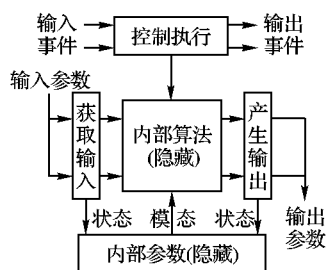 输入
事件
控制执行
输出
事件
输入参数
获取输入
内部算法
(隐藏)
产生输出
状态
模态
状态
输出
参数
内部参数(隐藏)